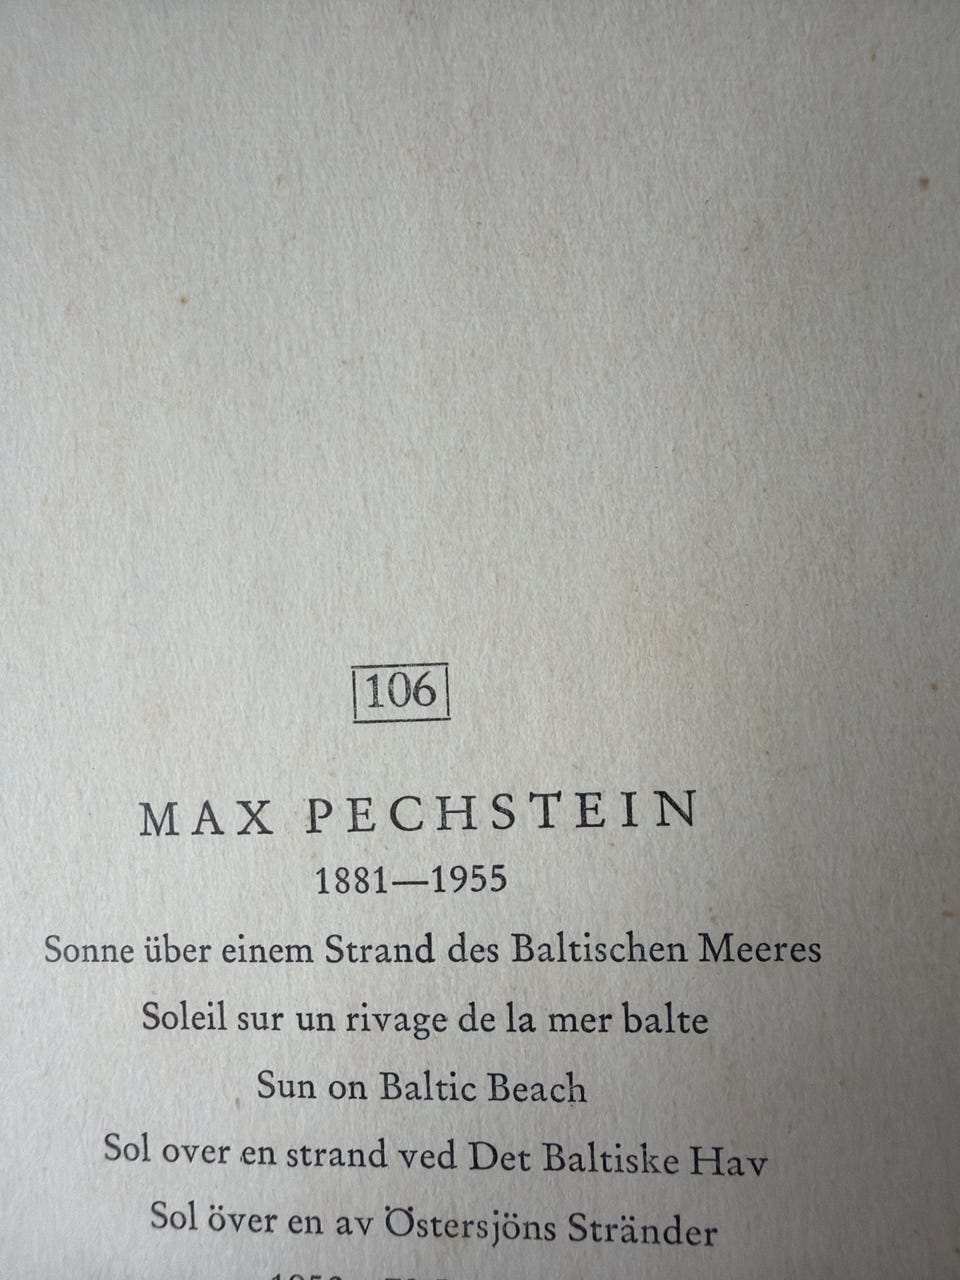 106
MAX PECHSTEIN
1881—1955
Sonne über einem Strand des Baltischen Meeres
Soleil sur un rivage de la mer balte
Sun on Baltic Beach
Sol over en strand ved Det Baltiske Hav
Sol över en av Östersjöns Stränder